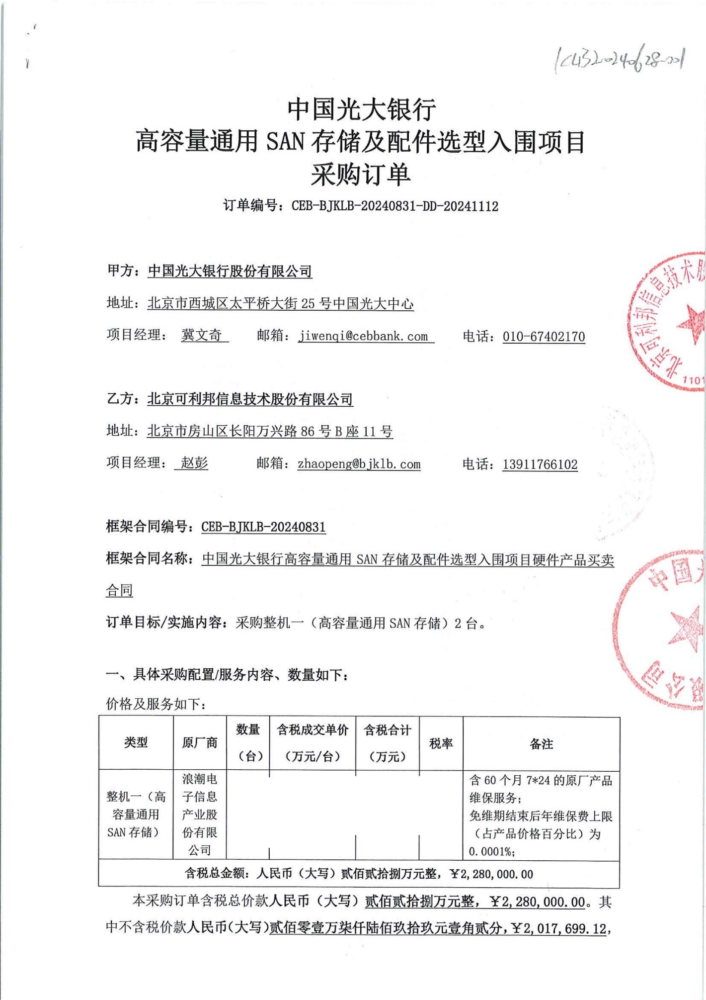 中国光大银行
高容量通用 SAN 存储及配件选型入围项目
采购订单
订单编号：CEB-BJKLB-20240831-DD-20241112
甲方：中国光大银行股份有限公司
地址：北京市西城区太平桥大街 25 号中国光大中心
项目经理： 冀文奇 邮箱：jiwenqi@cebbank.com 电话：010-67402170
乙方：北京可利邦信息技术股份有限公司
地址：北京市房山区长阳万兴路 86 号 B 座 11 号
项目经理： 赵彭 邮箱：zhaopeng@bjklb.com 电话：13911766102
框架合同编号：CEB-BJKLB-20240831
框架合同名称：中国光大银行高容量通用 SAN 存储及配件选型入围项目硬件产品买卖
合同
订单目标/实施内容：采购整机一（高容量通用 SAN 存储）2 台。
一、具体采购配置/服务内容、数量如下：
价格及服务如下：
类型 原厂商 数量（台） 含税成交单价（万元/台） 含税合计（万元） 税率 备注
整机一（高
容量通用
SAN 存储）
浪潮电
子信息
产业股
份有限
公司
含 60 个月 7*24 的原厂产品
维保服务；
免维期结束后年维保费上限
（占产品价格百分比）为
0.0001%;
含税总金额：人民币（大写）贰佰贰拾捌万元整，¥2,280,000.00
本采购订单含税总价款人民币（大写）贰佰贰拾捌万元整，¥2,280,000.00。其
中不含税价款人民币(大写)贰佰零壹万柒仟陆佰玖拾玖元壹角贰分,¥2,017,699.12,
北京可利邦信息技术股
1101
中国
公司